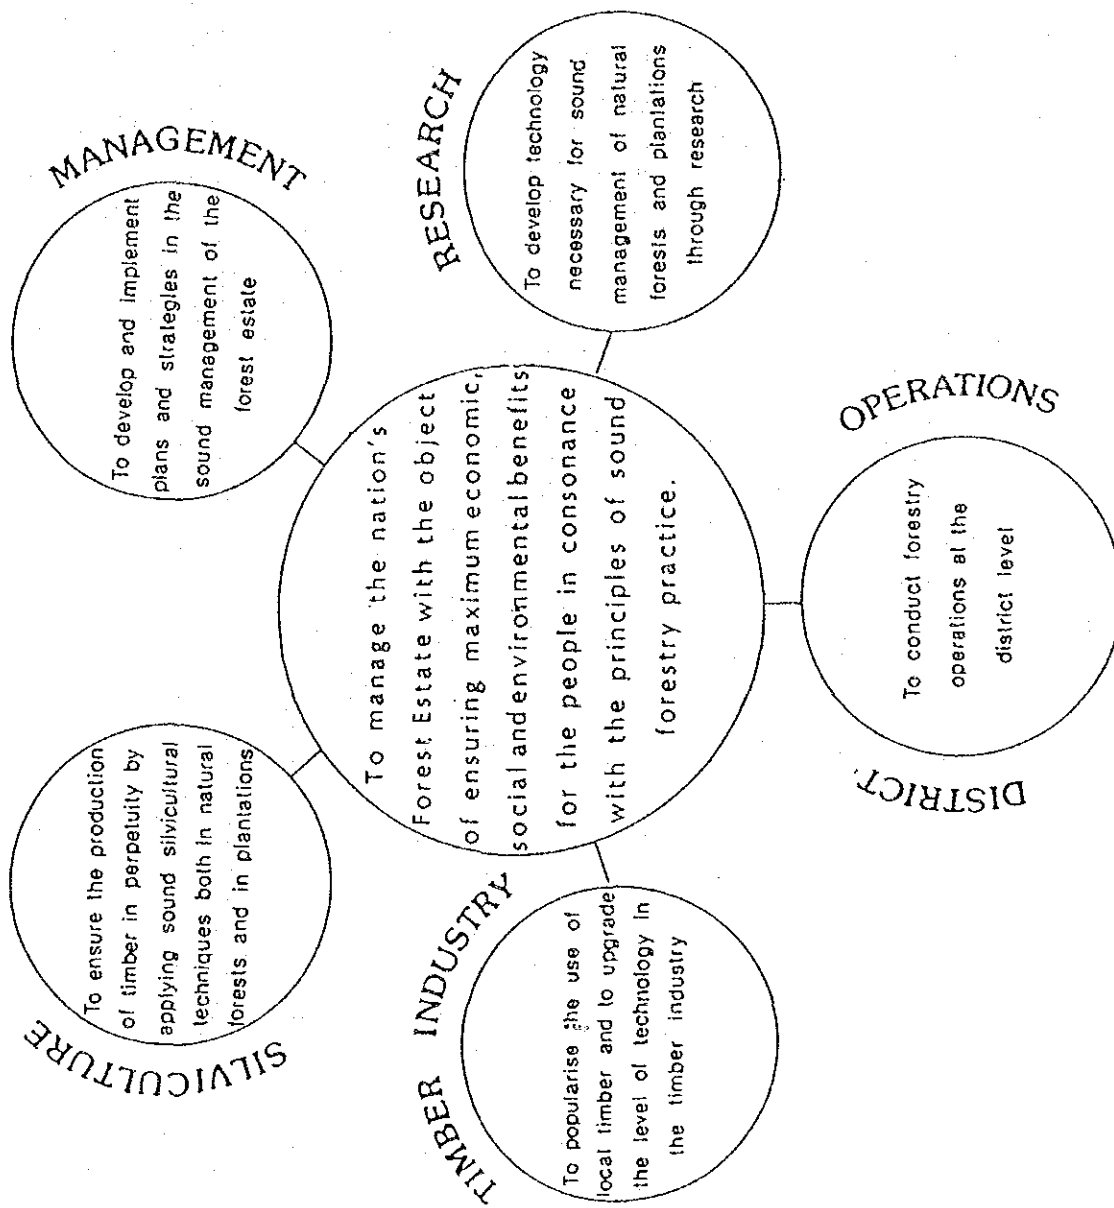 SILVICULTURE
To ensure the production
of timber in perpetuity by
applying sound silvicultural
techniques both in natural
forests and in plantations
MANAGEMENT
To develop and implement
plans and strategies in the
sound management of the
forest estate
To manage the nation's
Forest Estate with the object
of ensuring maximum economic,
social and environmental benefits
for the people in consonance
with the principles of sound
forestry practice.
TIMBER INDUSTRY
To popularise the use of
local timber and to upgrade
the level of technology in
the timber industry
RESEARCH
To develop technology
necessary for sound
management of natural
forests and plantations
through research
DISTRICT OPERATIONS
To conduct forestry
operations at the
district level